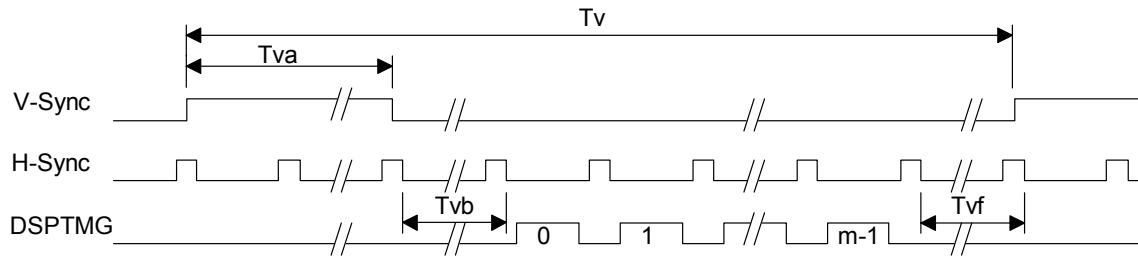 Tv
Tva
V-Sync
H-Sync
Tvb
Tvf
DSPTMG
0
1
m-1